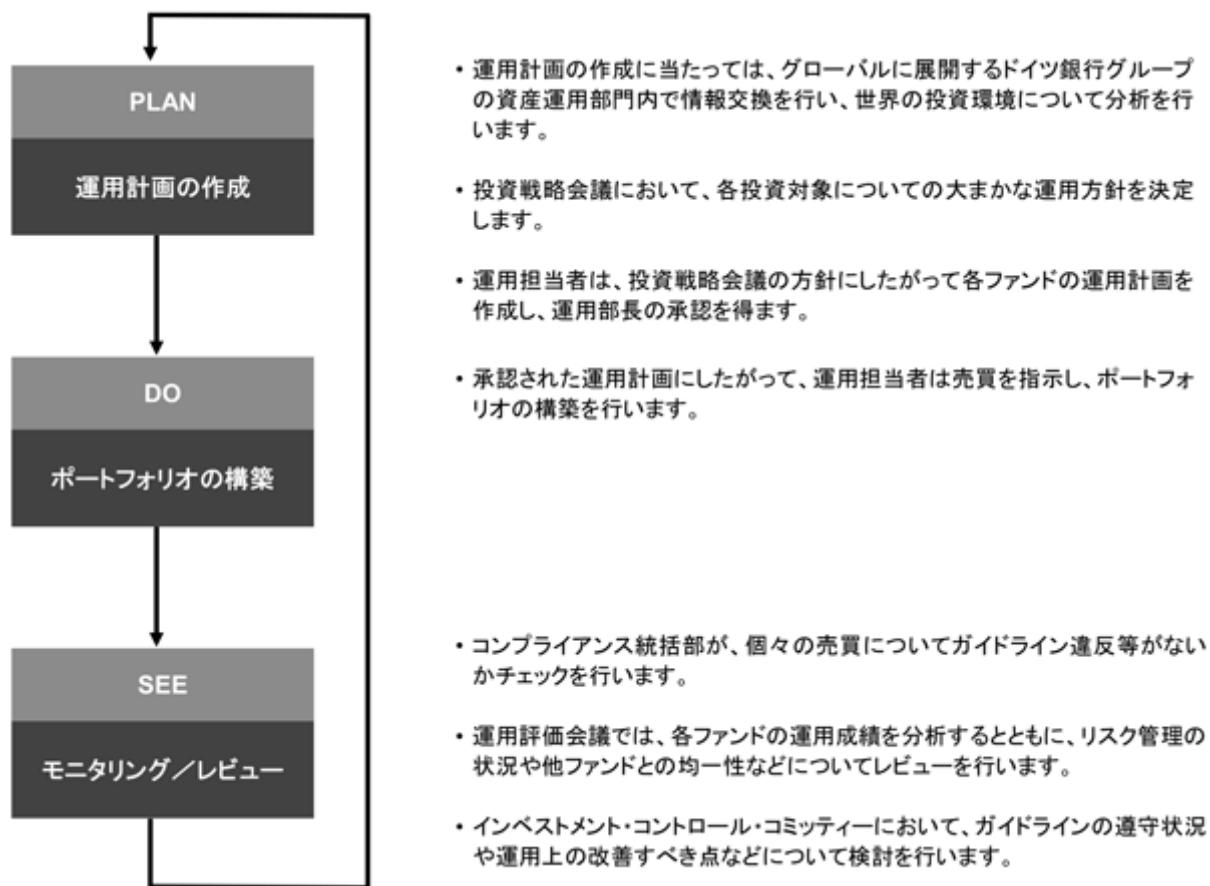 PLAN
運用計画の作成
・運用計画の作成に当たっては、グローバルに展開するドイツ銀行グループ
の資産運用部門内で情報交換を行い、世界の投資環境について分析を行
います。
・投資戦略会議において、各投資対象についての大まかな運用方針を決定
します。
・運用担当者は、投資戦略会議の方針にしたがって各ファンドの運用計画を
作成し、運用部長の承認を得ます。
DO
ポートフォリオの構築
・承認された運用計画にしたがって、運用担当者は売買を指示し、ポートフォ
リオの構築を行います。
SEE
モニタリング／レビュー
・コンプライアンス統括部が、個々の売買についてガイドライン違反等がない
かチェックを行います。
・運用評価会議では、各ファンドの運用成績を分析するとともに、リスク管理の
状況や他ファンドとの均一性などについてレビューを行います。
・インベストメント・コントロール・コミッティーにおいて、ガイドラインの遵守状況
や運用上の改善すべき点などについて検討を行います。